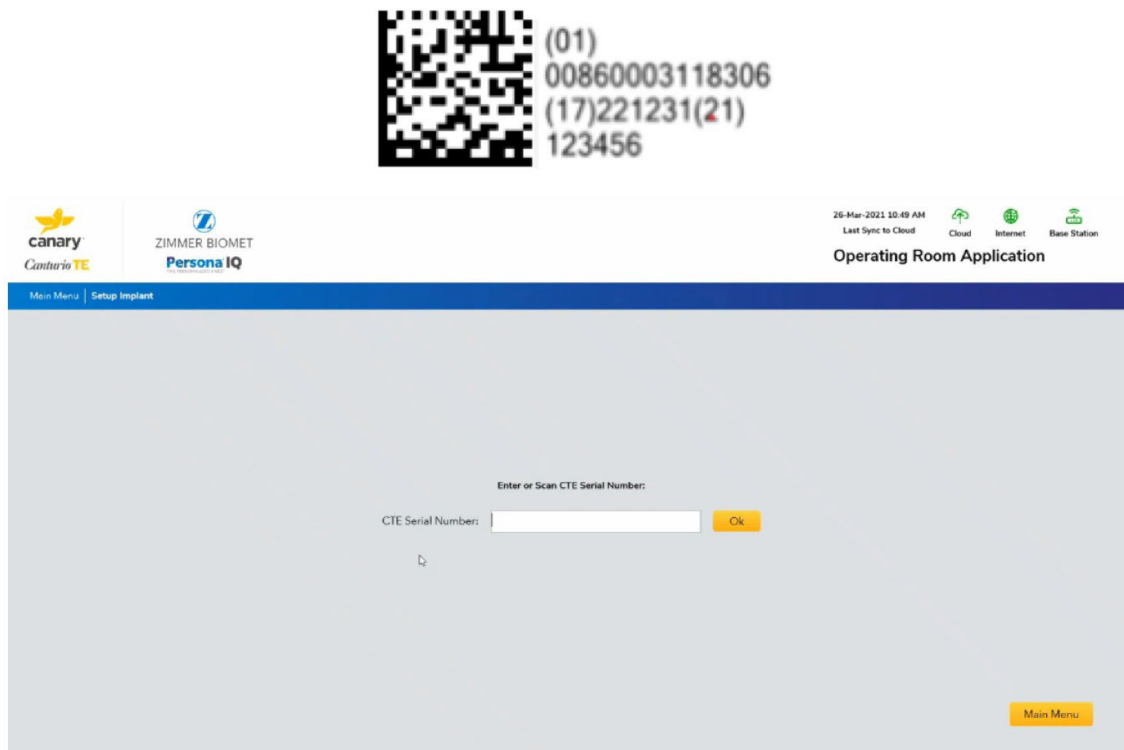 (01)
00860003118306
(17)221231(21)
123456
canary
Canturio TE
ZIMMER BIOMET
Persona IQ
26-Mar-2021 10:49 AM
Last Sync to Cloud
Cloud
Internet
Base Station
Operating Room Application
Main Menu | Setup Implant
Enter or Scan CTE Serial Number:
CTE Serial Number:
Ok
Main Menu